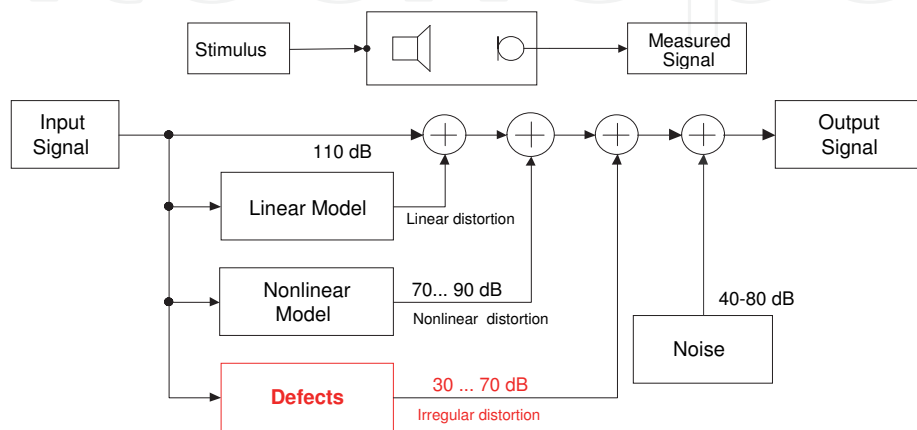 Stimulus
Measured
Signal
Input
Signal
110 dB
Output
Signal
Linear Model
Linear distortion
Nonlinear
Model
70... 90 dB
Nonlinear distortion
40-80 dB
Noise
Defects
30 ... 70 dB
Irregular distortion